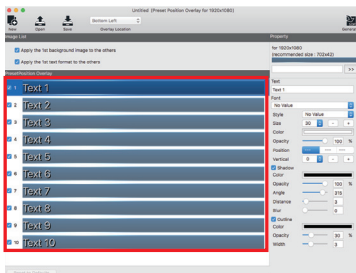 Untitled (Preset Position Overlay for 1920x1080)
New
Open
Save
Bottom Left
Overlay Location
Image List
Property
Apply the 1st background image to the others
Apply the 1st text format to the others
Preset Position Overlay
1 Text 1
2 Text 2
3 Text 3
4 Text 4
5 Text 5
6 Text 6
7 Text 7
8 Text 8
9 Text 9
10 Text 10
for 1920x1080
(recommended size : 702x42)
>>
Text
Text 1
Font
No Value
Style No Value
Size 30 - +
Color
Opacity 100 %
Position
Vertical 0 - +
Shadow
Color
Opacity 100 %
Angle 315
Distance 3
Blur 0
Outline
Color
Opacity 30 %
Width 3